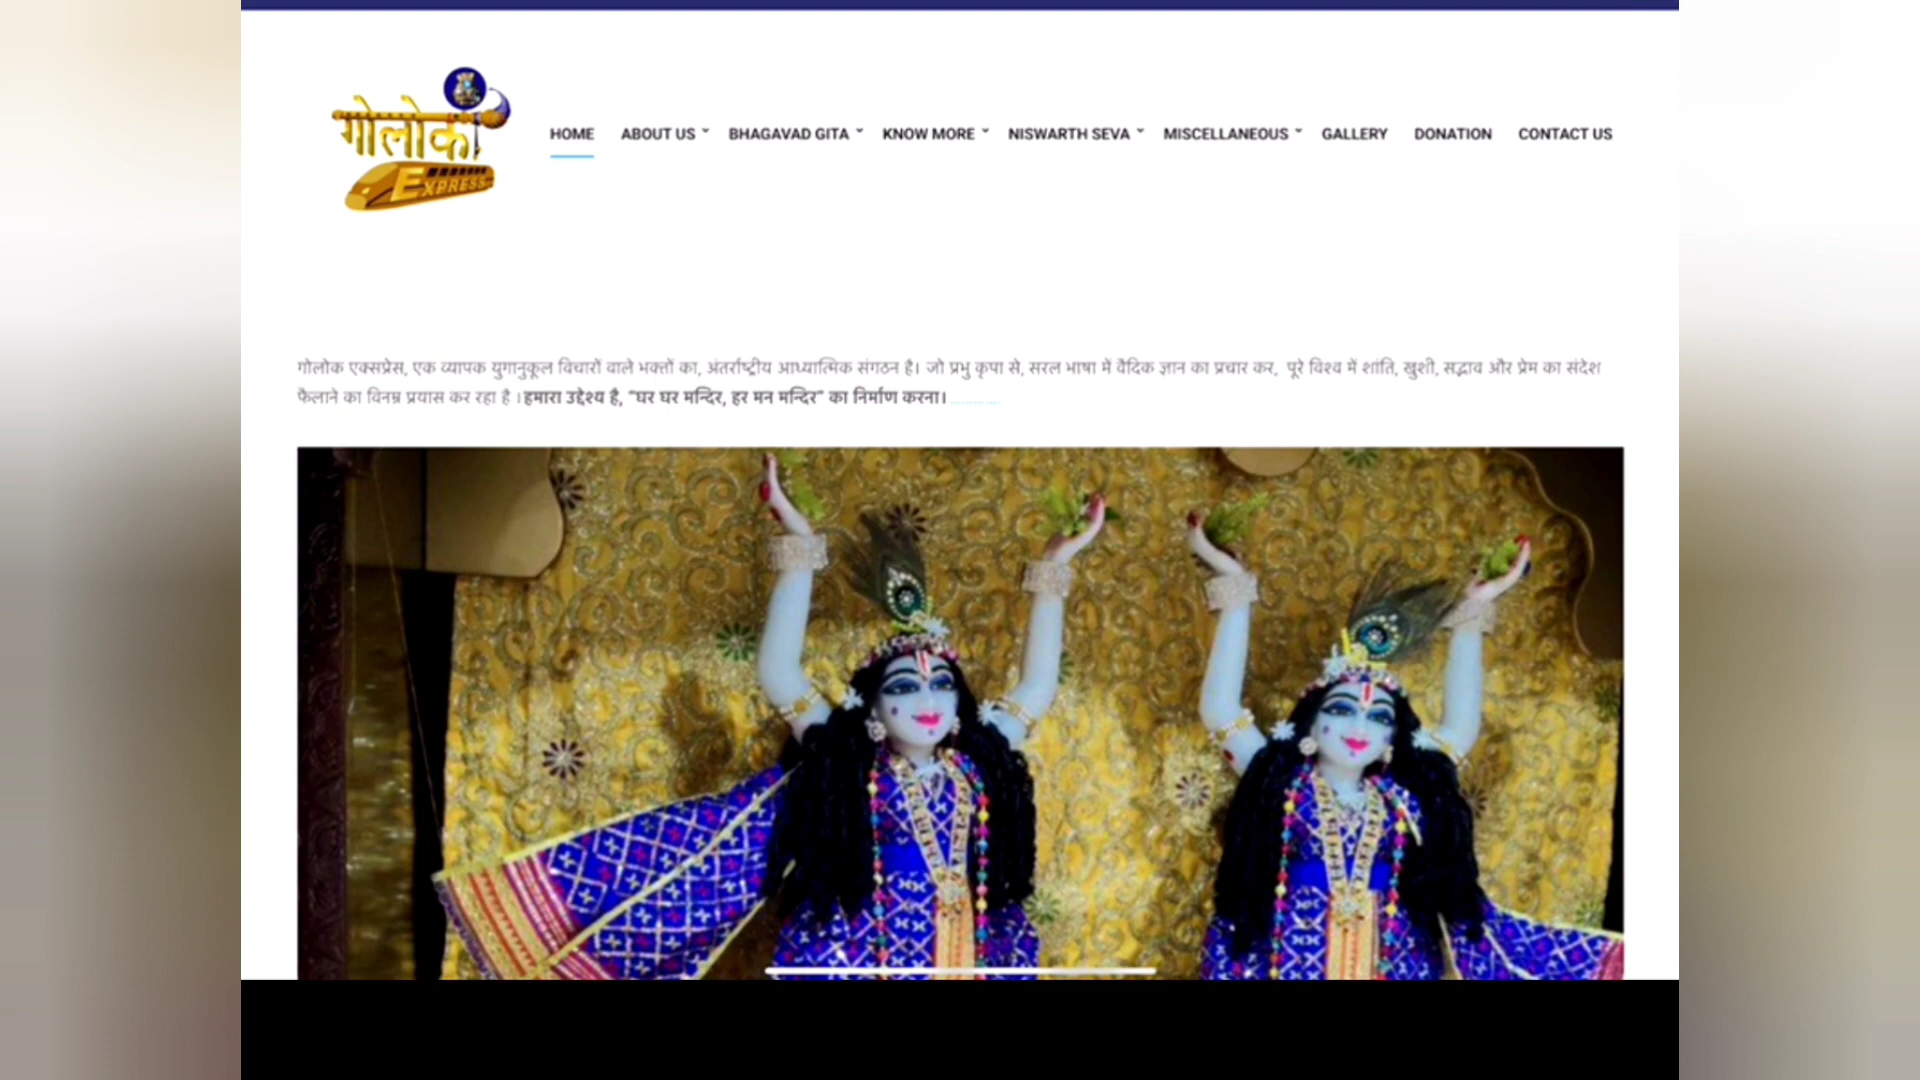 गोलोक
EXPRESS
HOME
ABOUT US
BHAGAVAD GITA
KNOW MORE
NISWARTH SEVA
MISCELLANEOUS
GALLERY
DONATION
CONTACT US
गोलोक एक्सप्रेस, एक व्यापक युगानुकूल विचारों वाले भक्तों का, अंतर्राष्ट्रीय आध्यात्मिक संगठन है। जो प्रभु कृपा से, सरल भाषा में वैदिक ज्ञान का प्रचार कर, पूरे विश्व में शांति, खुशी, सद्भाव और प्रेम का संदेश
फैलाने का विनम्र प्रयास कर रहा है । हमारा उद्देश्य है, "घर घर मन्दिर, हर मन मन्दिर" का निर्माण करना। ............